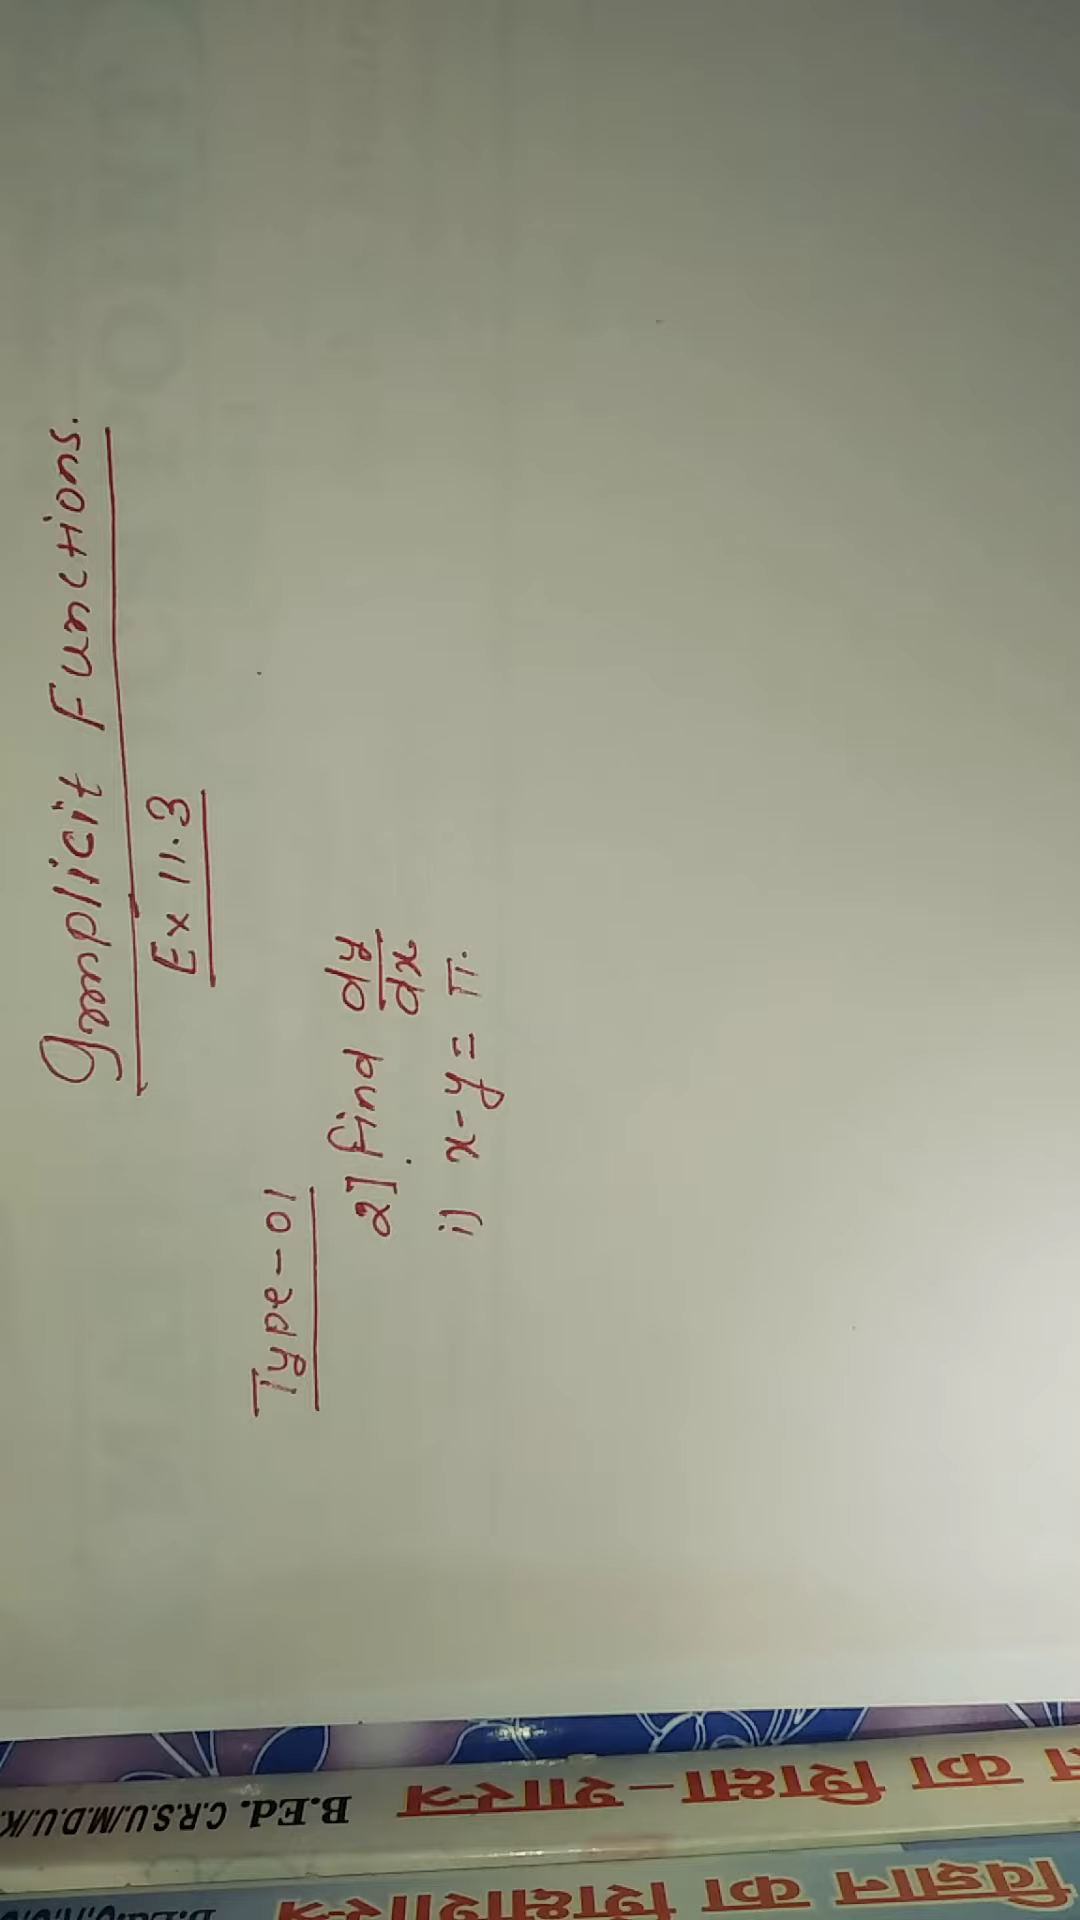 Implicit Functions.
Ex 11.3
Type-01
2] find dy/dx
i) x-y = π.
B.Ed. C.R.S.U/M.D.U/K.
का शिक्षा-शास्त्र
विज्ञान का शिक्षाशास्त्र